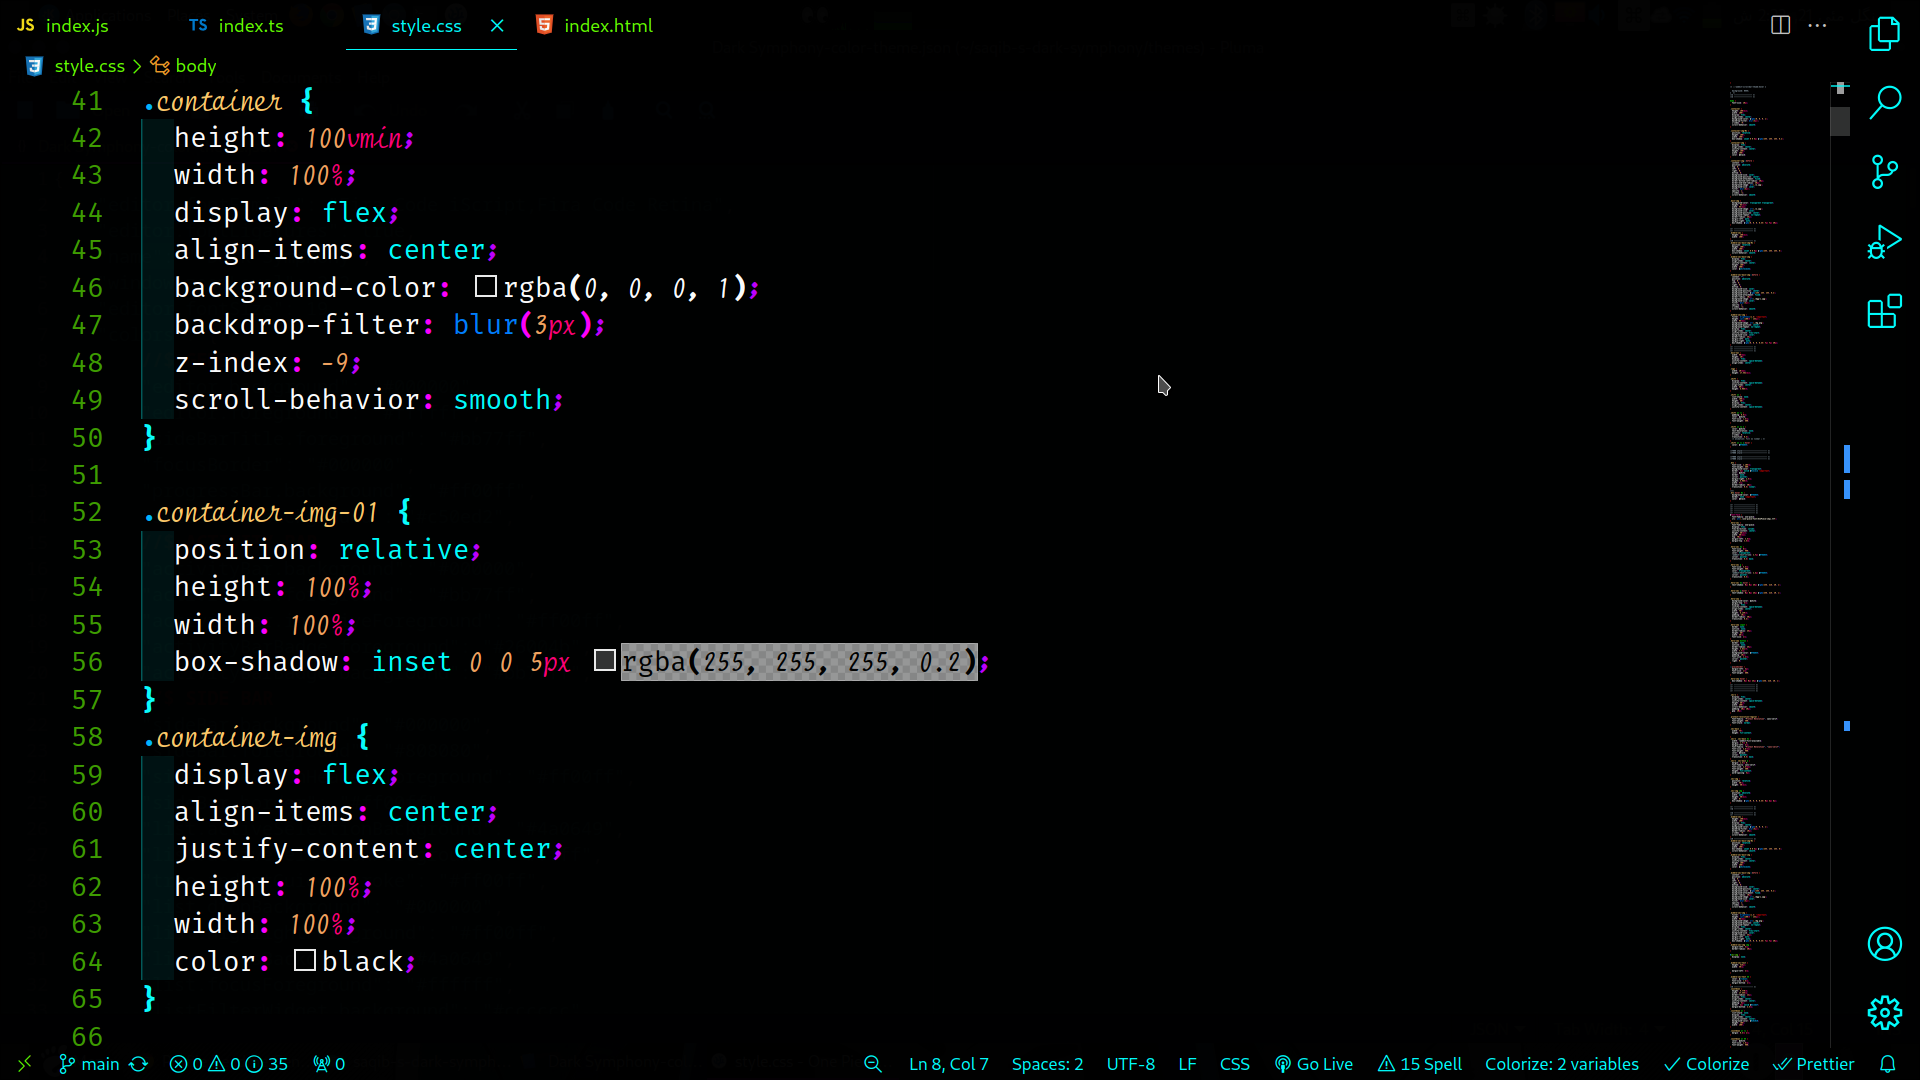 JS index.js TS index.ts style.css index.html
style.css > body
41 .container {
42 height: 100vmin;
43 width: 100%;
44 display: flex;
45 align-items: center;
46 background-color: rgba(0, 0, 0, 1);
47 backdrop-filter: blur(3px);
48 z-index: -9;
49 scroll-behavior: smooth;
50 }
51
52 .container-img-01 {
53 position: relative;
54 height: 100%;
55 width: 100%;
56 box-shadow: inset 0 0 5px rgba(255, 255, 255, 0.2);
57 }
58 .container-img {
59 display: flex;
60 align-items: center;
61 justify-content: center;
62 height: 100%;
63 width: 100%;
64 color: black;
65 }
66
main 0 0 35 0 Ln 8, Col 7 Spaces: 2 UTF-8 LF CSS Go Live 15 Spell Colorize: 2 variables Colorize Prettier